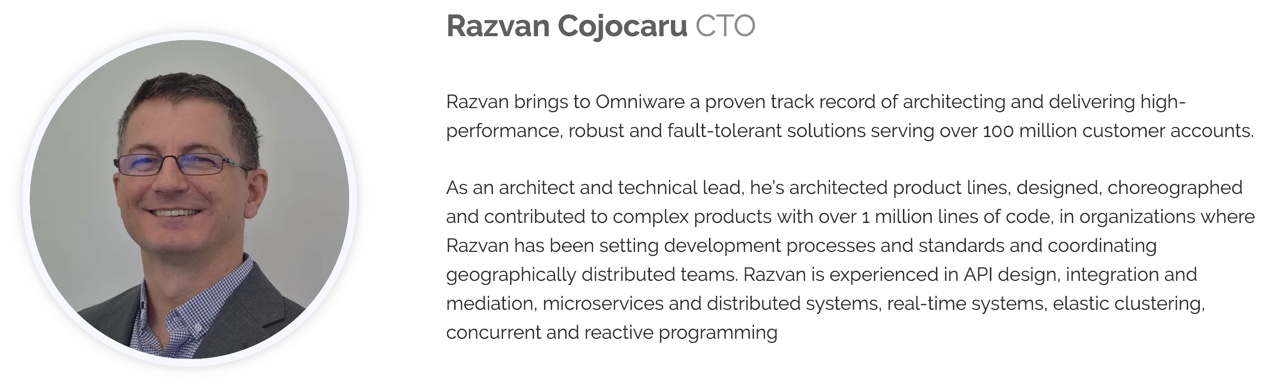 Razvan Cojocaru CTO
Razvan brings to Omniware a proven track record of architecting and delivering high-
performance, robust and fault-tolerant solutions serving over 100 million customer accounts.
As an architect and technical lead, he's architected product lines, designed, choreographed
and contributed to complex products with over 1 million lines of code, in organizations where
Razvan has been setting development processes and standards and coordinating
geographically distributed teams. Razvan is experienced in API design, integration and
mediation, microservices and distributed systems, real-time systems, elastic clustering,
concurrent and reactive programming